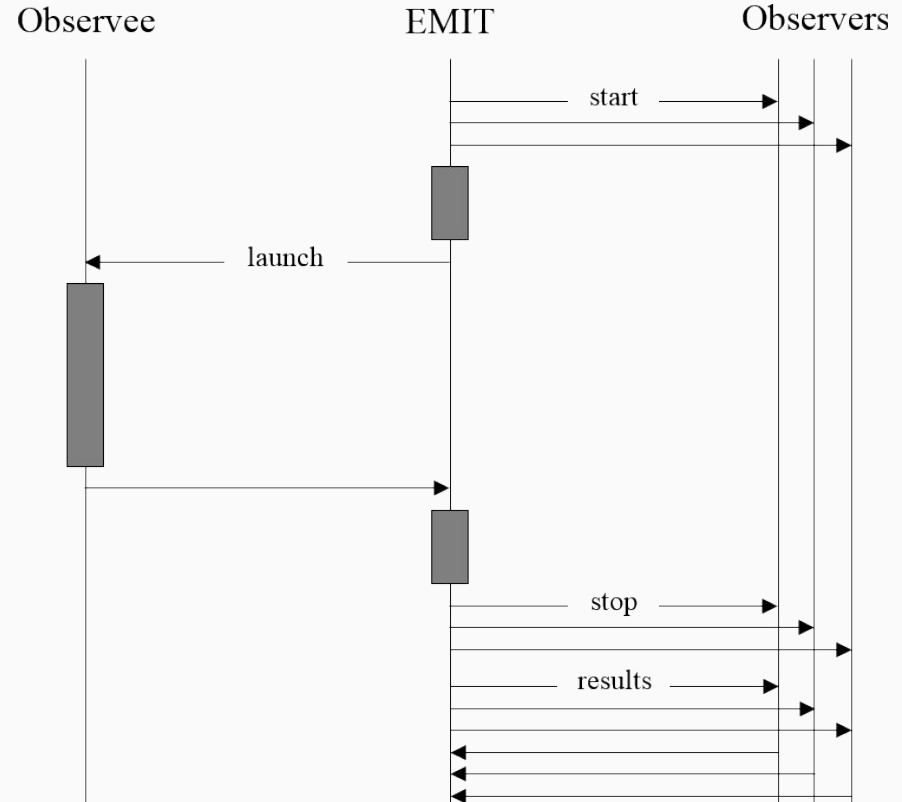 Observee
EMIT
Observers
start
launch
stop
results